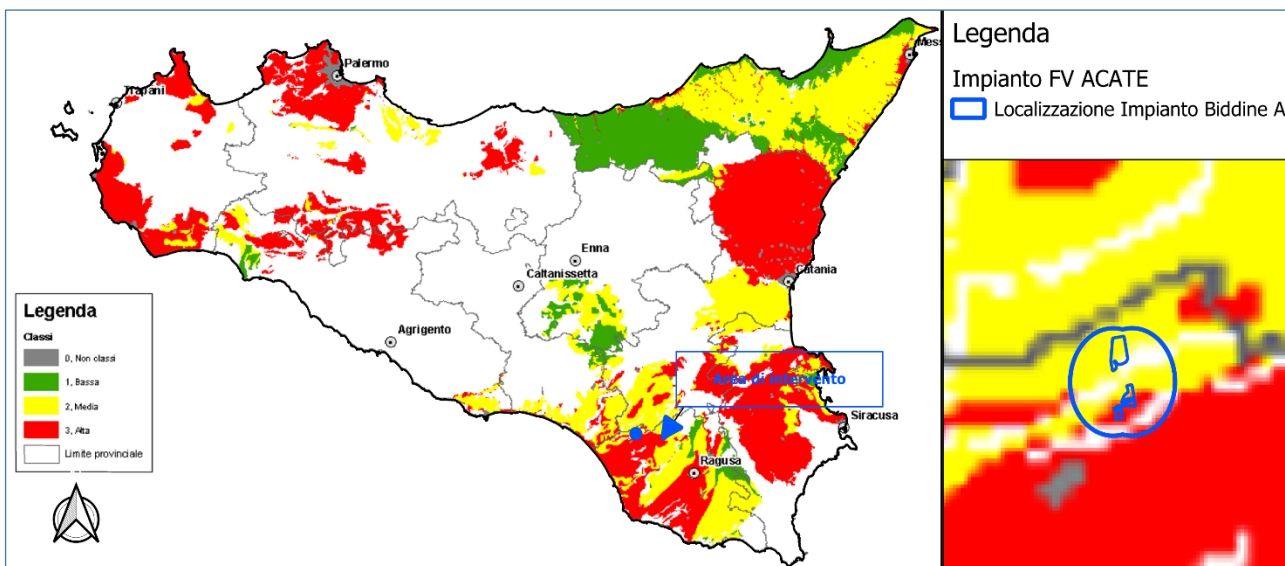 Palermo
Mess
Trapani
Enna
Caltanissetta
Catania
Agrigento
Area di intervento
Siracusa
Ragusa
Legenda
Classi
0, Non classi
1, Bassa
2, Media
3, Alta
Limite provinciale
Legenda
Impianto FV ACATE
Localizzazione Impianto Biddine A